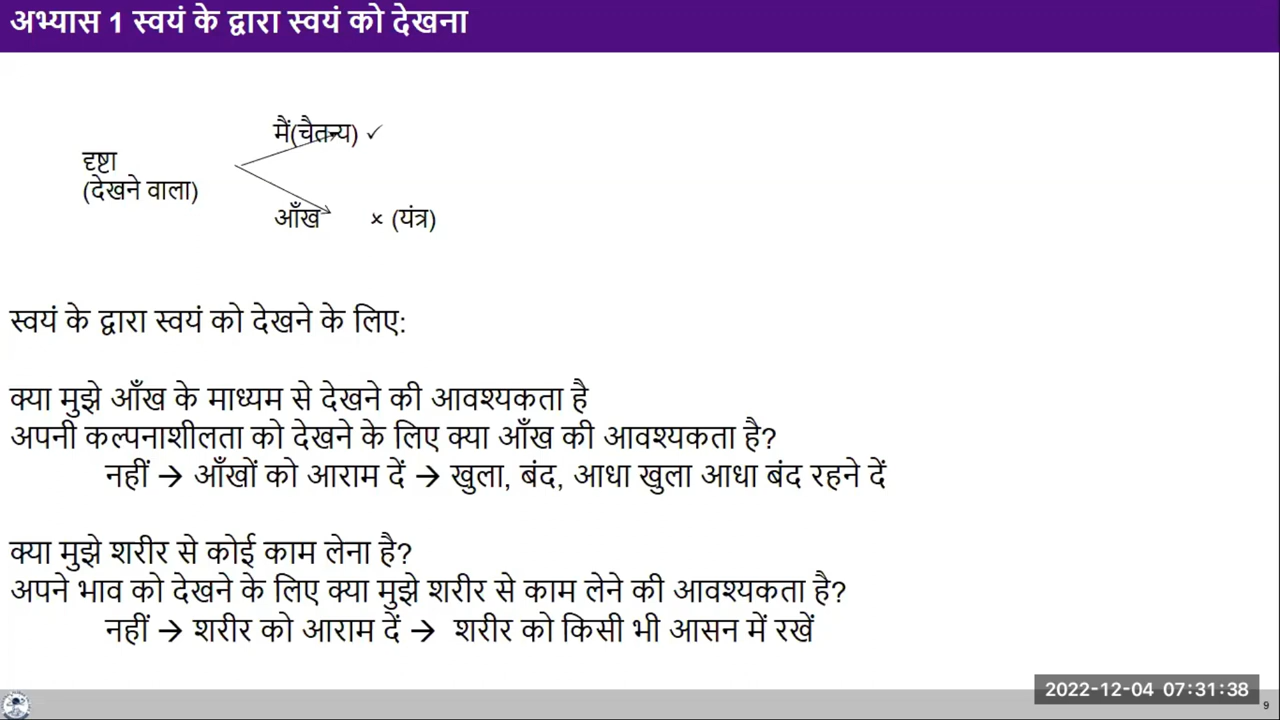 अभ्यास 1 स्वयं के द्वारा स्वयं को देखना
मैं(चैतन्य) ✓
दृष्टा
(देखने वाला)
आँख × (यंत्र)
स्वयं के द्वारा स्वयं को देखने के लिए:
क्या मुझे आँख के माध्यम से देखने की आवश्यकता है
अपनी कल्पनाशीलता को देखने के लिए क्या आँख की आवश्यकता है?
नहीं → आँखों को आराम दें → खुला, बंद, आधा खुला आधा बंद रहने दें
क्या मुझे शरीर से कोई काम लेना है?
अपने भाव को देखने के लिए क्या मुझे शरीर से काम लेने की आवश्यकता है?
नहीं → शरीर को आराम दें → शरीर को किसी भी आसन में रखें
2022-12-04 07:31:38
9